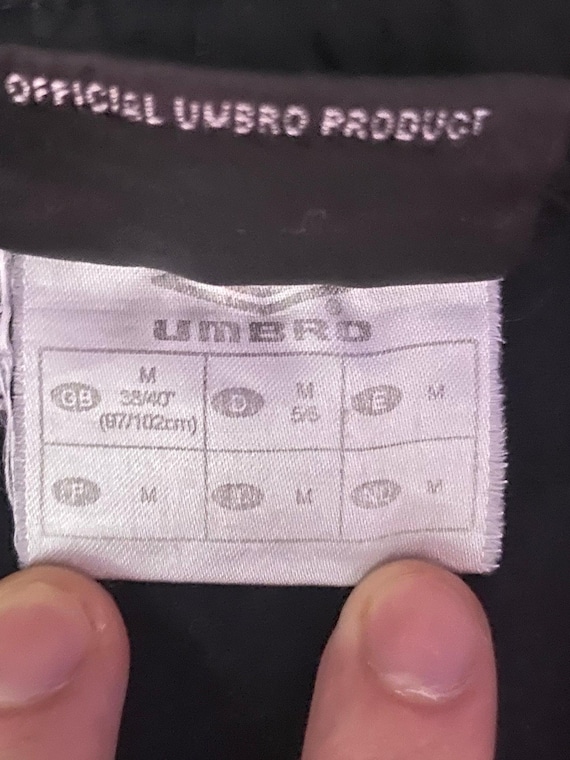 OFFICIAL UMBRO PRODUCT
UMBRO
GB M 38/40" (97/102cm)
D M 5/6
E M
M
M
M